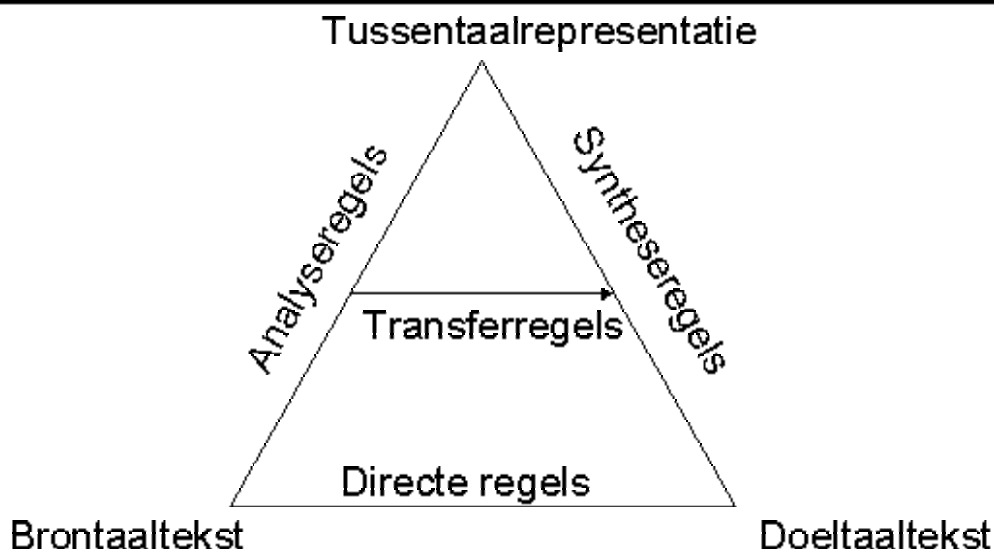 Tussentaalrepresentatie
Analyseregels
Syntheseregels
Transferregels
Directe regels
Brontaaltekst
Doeltaaltekst